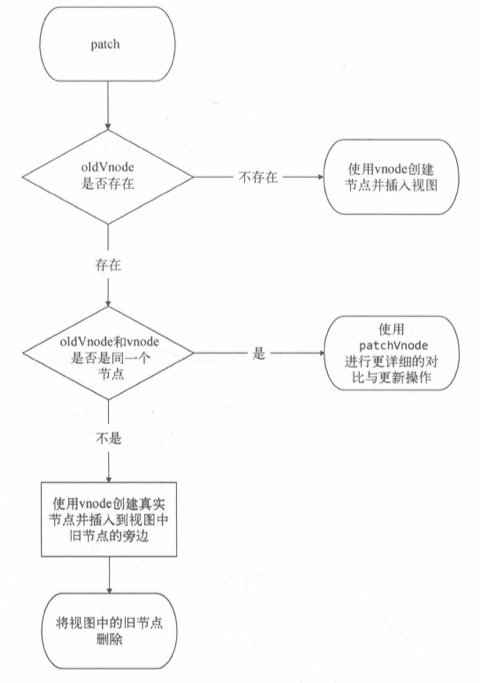 patch
oldVnode
是否存在
不存在
使用vnode创建
节点并插入视图
存在
oldVnode和vnode
是否是同一个
节点
是
使用
patchVnode
进行更详细的对
比与更新操作
不是
使用vnode创建真实
节点并插入到视图中
旧节点的旁边
将视图中的旧节点
删除